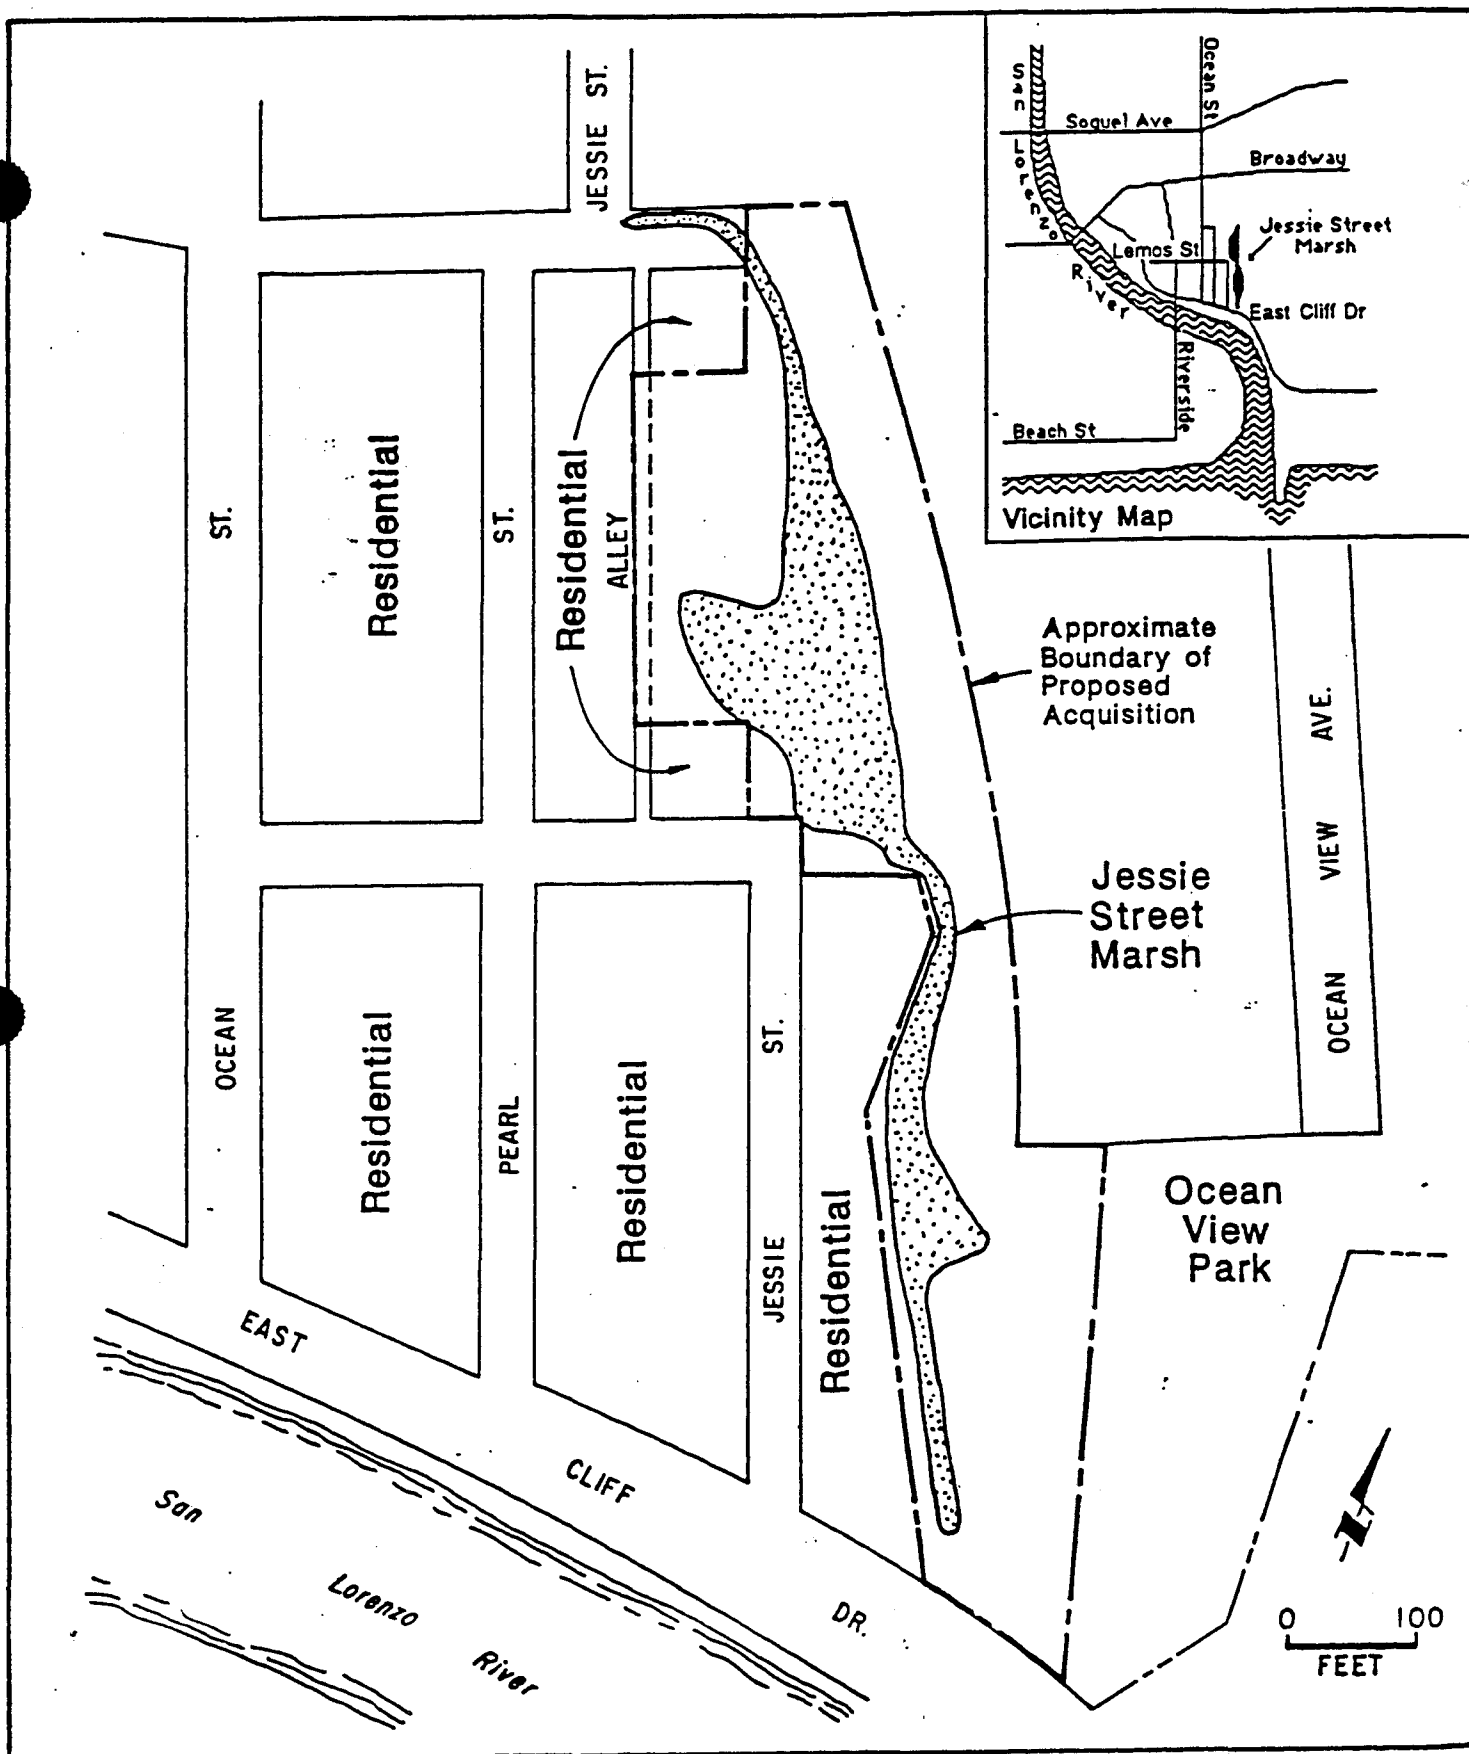 JESSIE ST.
San
Lorenzo
River
Soquel Ave
Ocean St
Broadway
Lemos St
Jessie Street
Marsh
East Cliff Dr
Riverside
Beach St
Vicinity Map
ST.
Residential
ST.
Residential
ALLEY
Approximate
Boundary of
Proposed
Acquisition
OCEAN VIEW AVE.
Jessie
Street
Marsh
OCEAN
Residential
PEARL
Residential
JESSIE ST.
Residential
Ocean
View
Park
EAST
CLIFF
DR.
San
Lorenzo
River
N
0 100
FEET